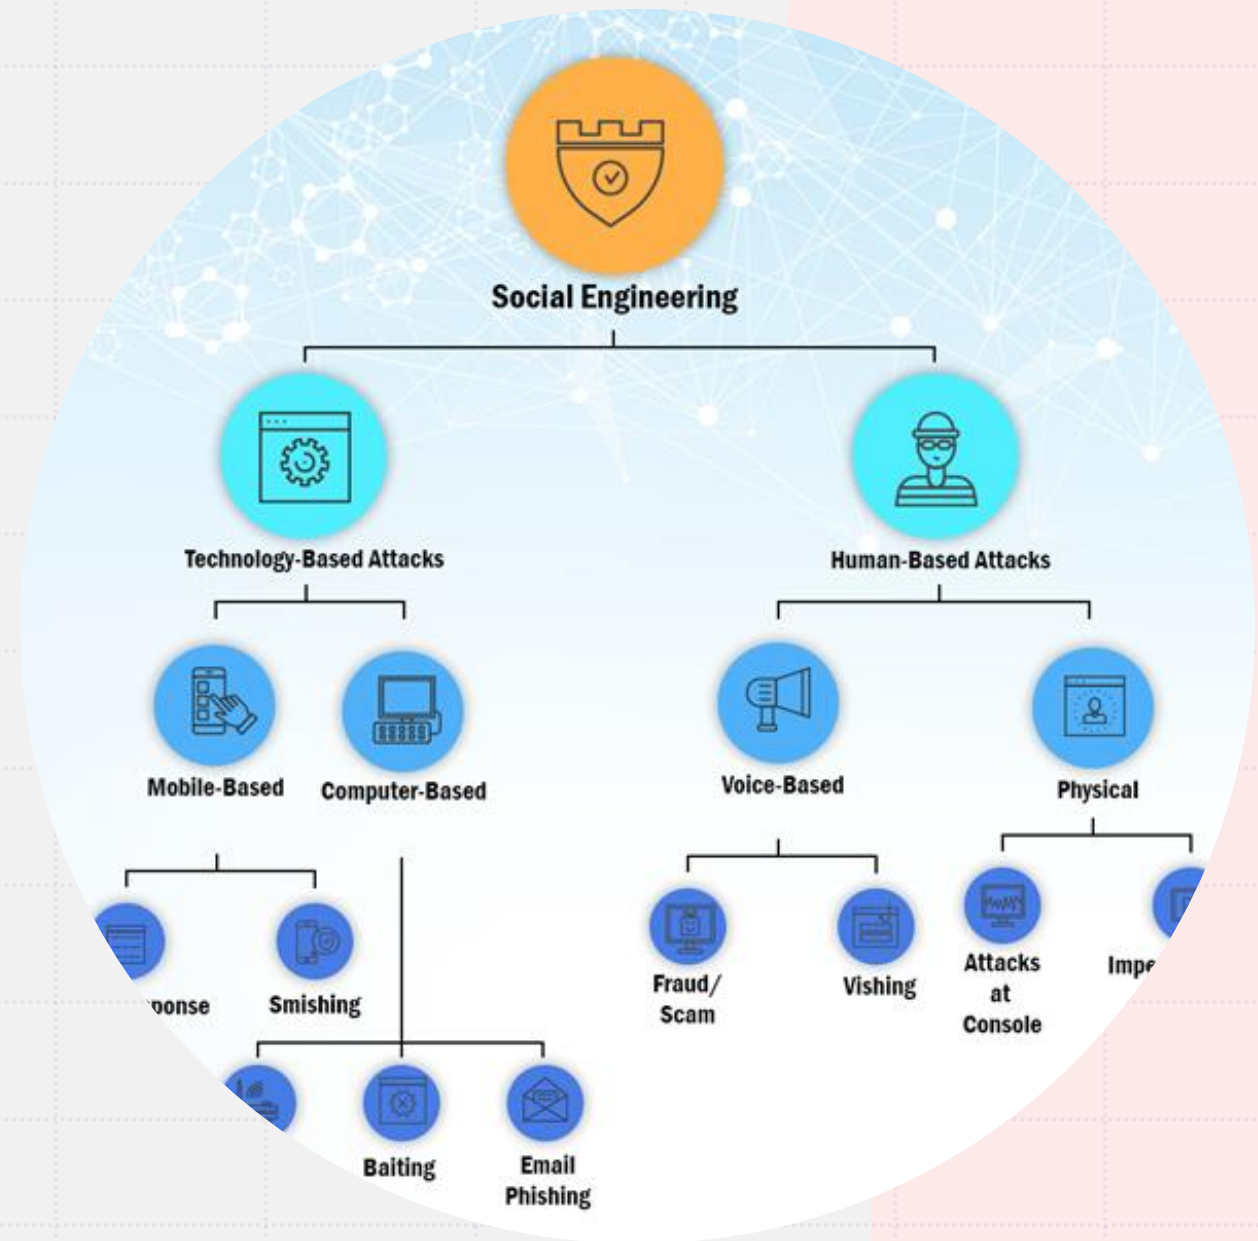 Social Engineering
Technology-Based Attacks
Human-Based Attacks
Mobile-Based
Computer-Based
Voice-Based
Physical
Smishing
Fraud/
Scam
Vishing
Attacks
at
Console
Baiting
Email
Phishing